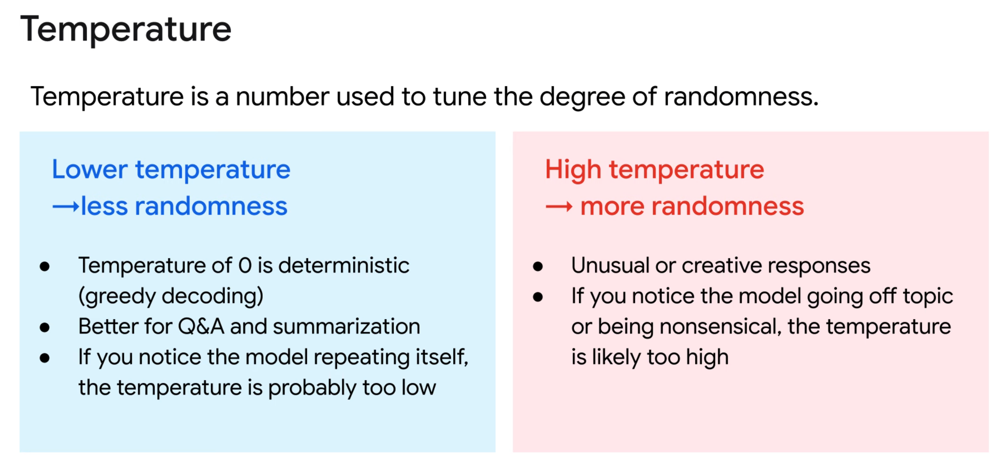 Temperature
Temperature is a number used to tune the degree of randomness.
Lower temperature
→less randomness
● Temperature of 0 is deterministic
(greedy decoding)
● Better for Q&A and summarization
● If you notice the model repeating itself,
the temperature is probably too low
High temperature
→ more randomness
● Unusual or creative responses
● If you notice the model going off topic
or being nonsensical, the temperature
is likely too high